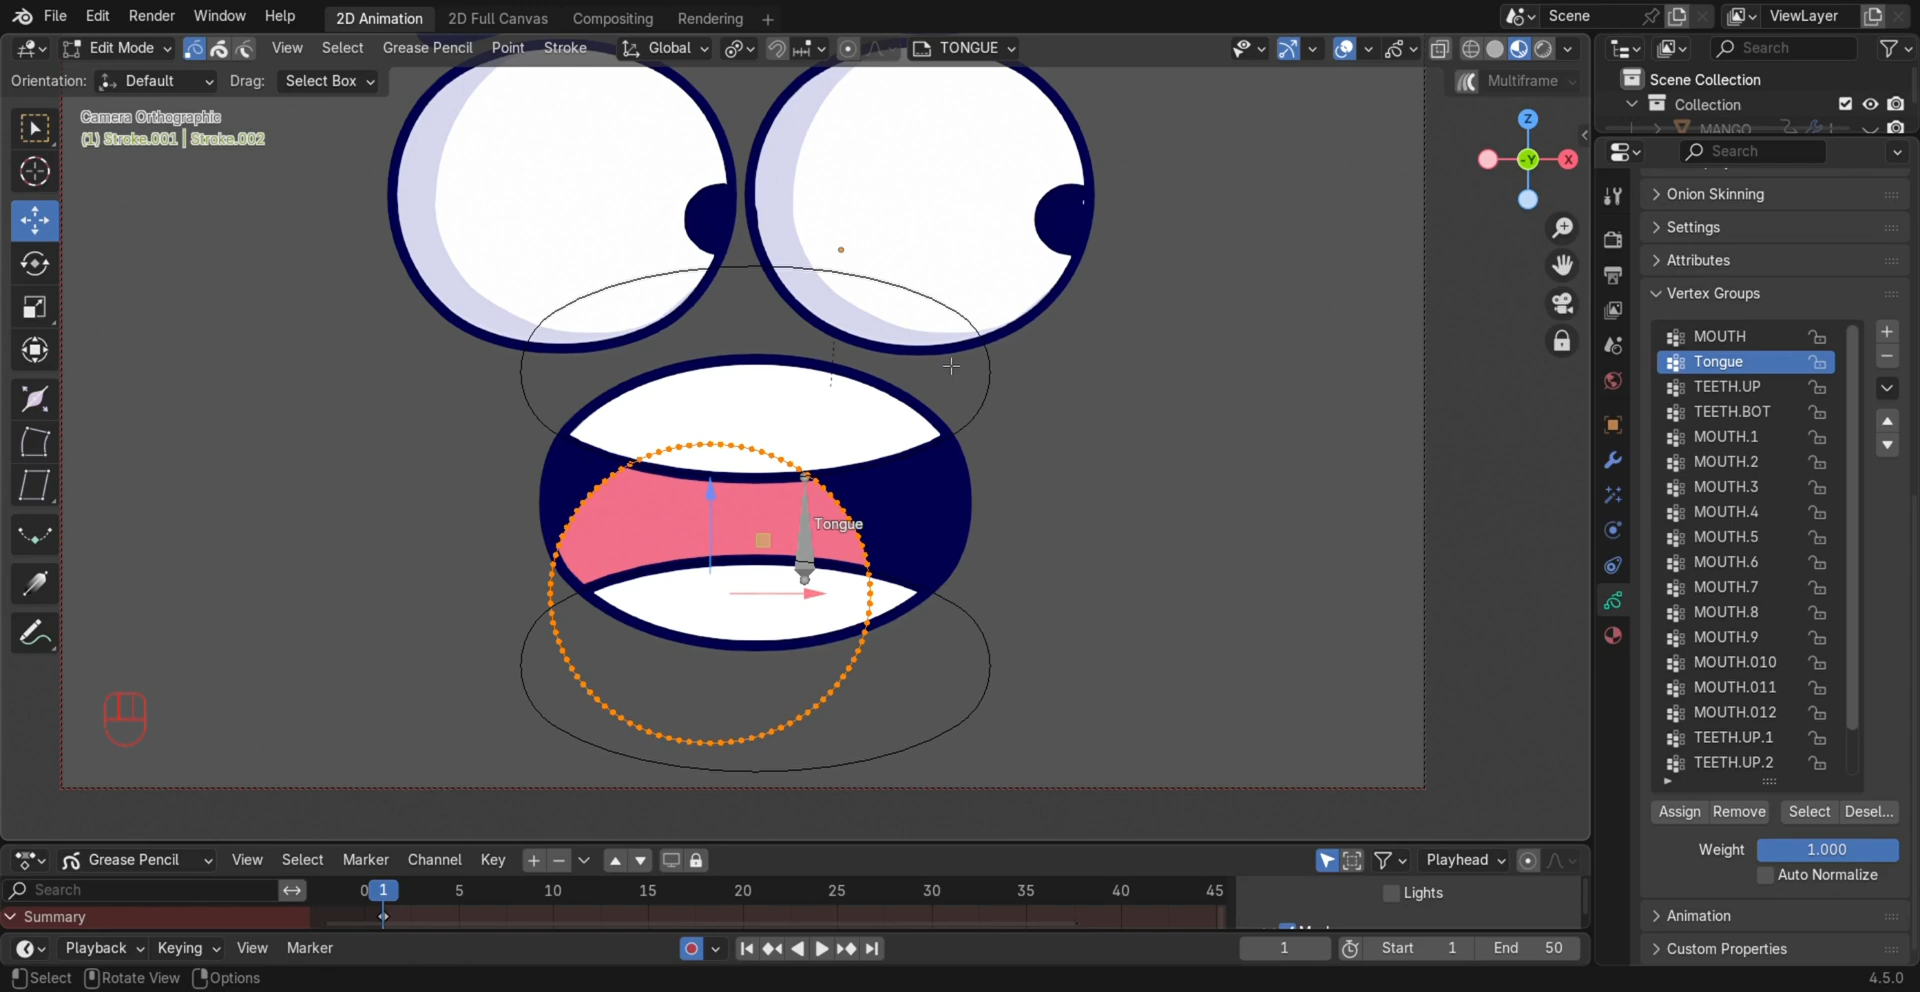 File Edit Render Window Help 2D Animation 2D Full Canvas Compositing Rendering + Scene ViewLayer
Edit Mode View Select Grease Pencil Point Stroke Global TONGUE Search
Orientation: Default Drag: Select Box Multiframe
Scene Collection
Collection
MANGO
Camera Orthographic
(1) Stroke.001 | Stroke.002
Z
-Y
X
Search
Onion Skinning
Settings
Attributes
Vertex Groups
MOUTH
Tongue
TEETH.UP
TEETH.BOT
MOUTH.1
MOUTH.2
MOUTH.3
MOUTH.4
MOUTH.5
MOUTH.6
MOUTH.7
MOUTH.8
MOUTH.9
MOUTH.010
MOUTH.011
MOUTH.012
TEETH.UP.1
TEETH.UP.2
Assign Remove Select Desel...
Weight 1.000
Auto Normalize
Animation
Custom Properties
Tongue
Grease Pencil View Select Marker Channel Key Playhead
Search 0 1 5 10 15 20 25 30 35 40 45
Lights
Summary
Playback Keying View Marker 1 Start 1 End 50
Select Rotate View Options 4.5.0